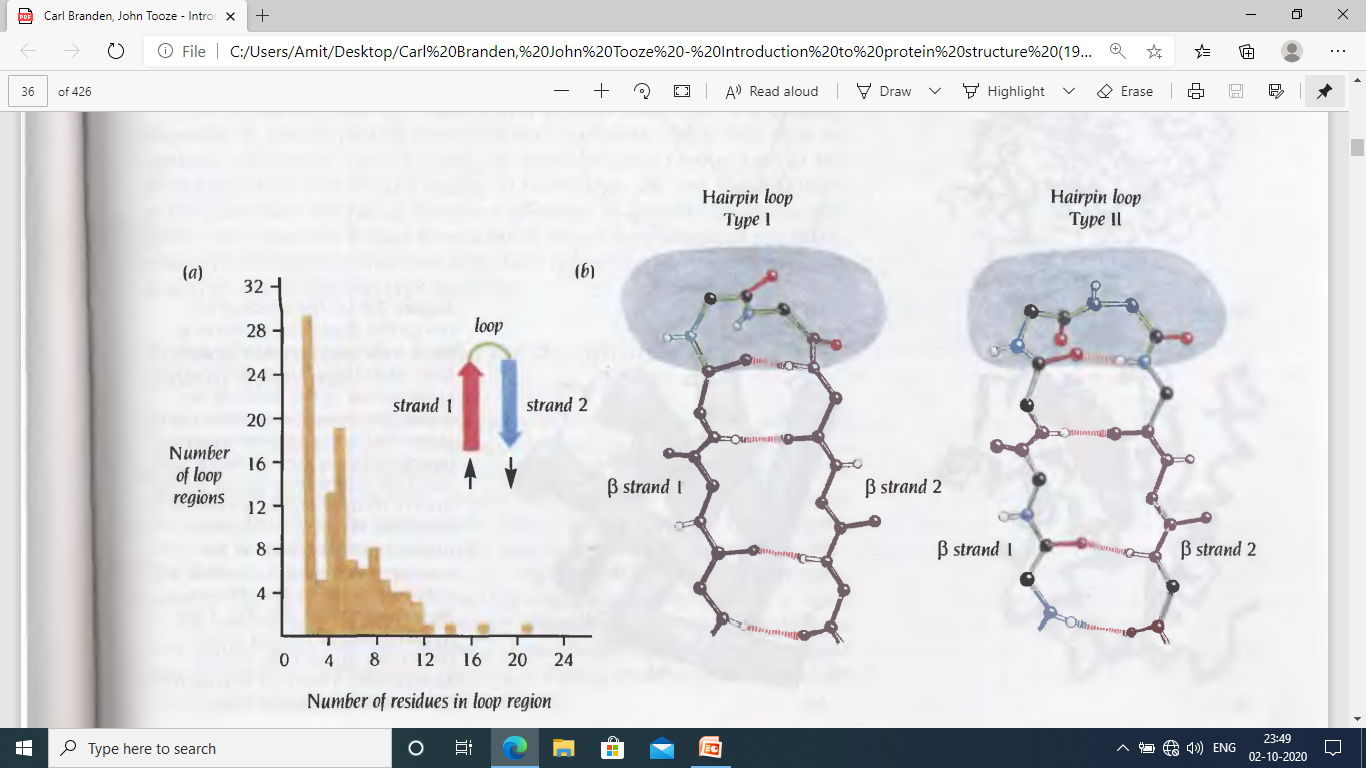 Carl Branden, John Tooze - Intro
File
C:/Users/Amit/Desktop/Carl%20Branden,%20John%20Tooze%20-%20Introduction%20to%20protein%20structure%20(19...
36
of 426
Read aloud
Draw
Highlight
Erase
Hairpin loop
Type I
Hairpin loop
Type II
(a)
(b)
32
28
24
20
16
12
8
4
Number
of loop
regions
loop
strand 1
strand 2
β strand 1
β strand 2
β strand 1
β strand 2
0 4 8 12 16 20 24
Number of residues in loop region
Type here to search
ENG
23:49
02-10-2020